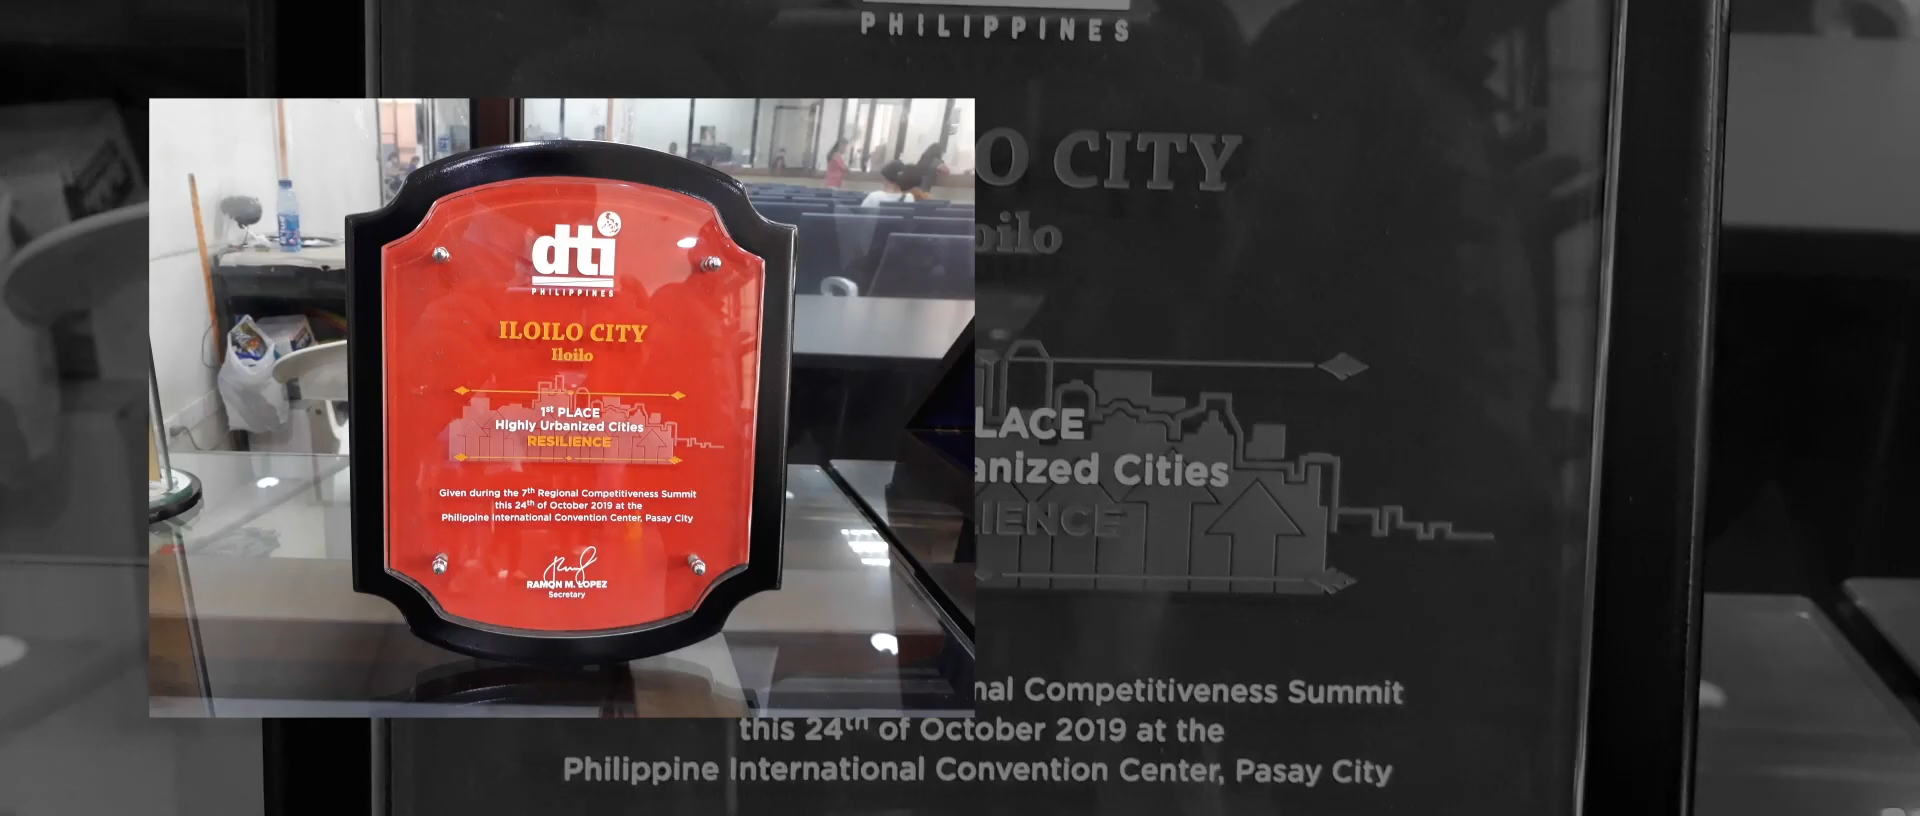 dti
PHILIPPINES
ILOILO CITY
Iloilo
1st PLACE
Highly Urbanized Cities
RESILIENCE
Given during the 7th Regional Competitiveness Summit
this 24th of October 2019 at the
Philippine International Convention Center, Pasay City
RAMON M. LOPEZ
Secretary
PHILIPPINES
O CITY
oilo
LACE
anized Cities
IENCE
nal Competitiveness Summit
this 24th of October 2019 at the
Philippine International Convention Center, Pasay City